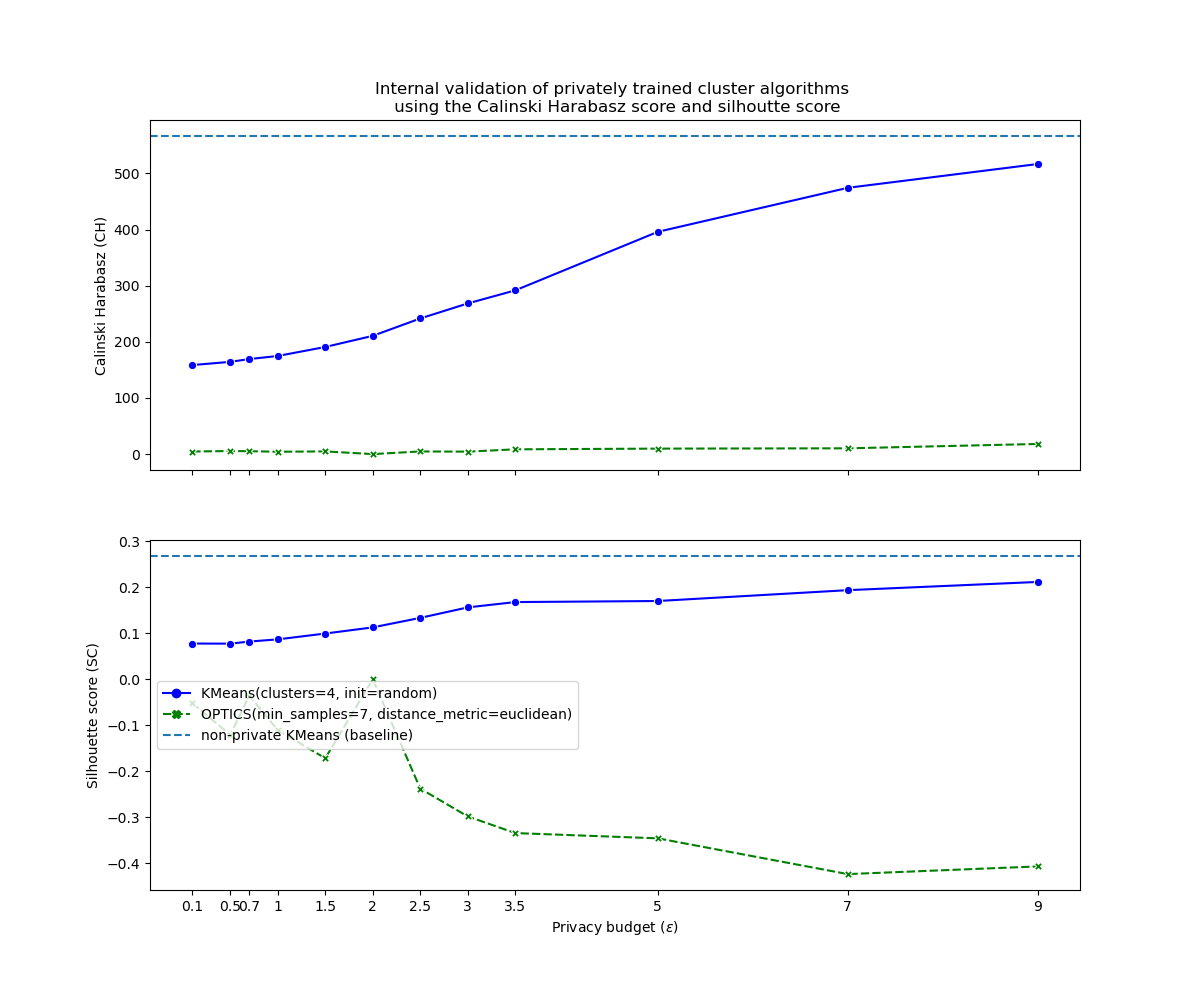 Internal validation of privately trained cluster algorithms
using the Calinski Harabasz score and silhoutte score
Calinski Harabasz (CH)
500
400
300
200
100
0
Silhouette score (SC)
0.3
0.2
0.1
0.0
−0.1
−0.2
−0.3
−0.4
KMeans(clusters=4, init=random)
OPTICS(min_samples=7, distance_metric=euclidean)
non-private KMeans (baseline)
0.1 0.5 0.7 1 1.5 2 2.5 3 3.5 5 7 9
Privacy budget (ε)